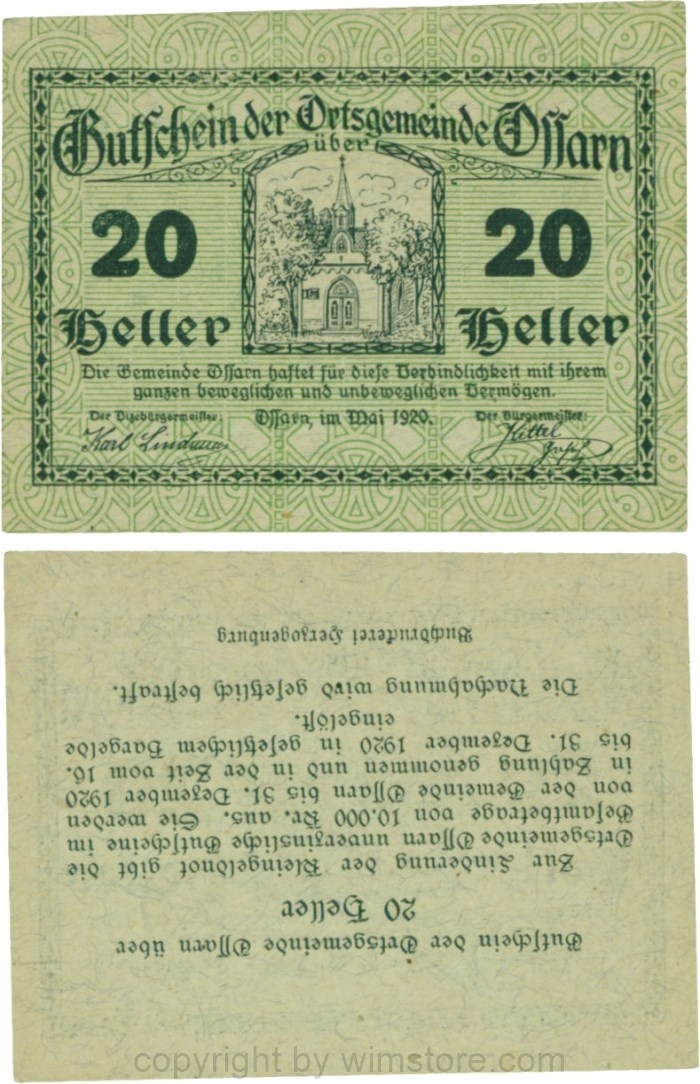 Gutschein der Ortsgemeinde Ossarn
über
20 20
Heller Heller
Die Gemeinde Ossarn haftet für diese Verbindlichkeit mit ihrem
ganzen beweglichen und unbeweglichen Vermögen.
Der Vizebürgermeister: Ossarn, im Mai 1920. Der Bürgermeister:
Karl Hittel
Gutschein der Ortsgemeinde Ossarn über
20 Heller
Zur Linderung der Kleingeldnot gibt die
Ortsgemeinde Ossarn unverzinsliche Gutscheine im
Gesamtbetrage von 10.000 Kr. aus. Sie werden
von der Gemeinde Ossarn bis 31. Dezember 1920
in Zahlung genommen und in der Zeit vom 16.
bis 31. Dezember 1920 in gesetzlichem Bargelde
eingelöst.
Die Nachahmung wird gesetzlich bestraft.
Buchdruckerei Herzogenburg
copyright by wimstore.com